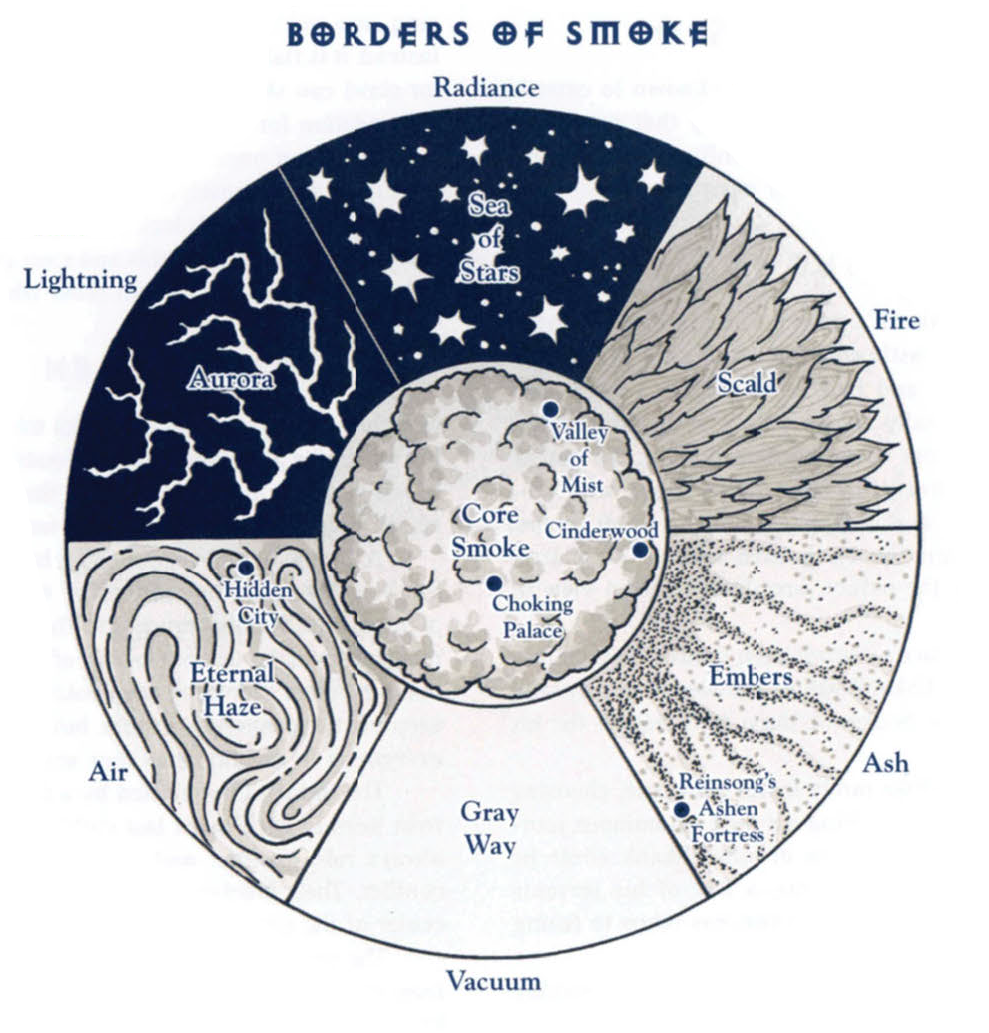 BORDERS OF SMOKE
Radiance
Sea
of
Stars
Lightning
Fire
Aurora
Scald
Valley
of
Mist
Core
Smoke
Cinderwood
Choking
Palace
Hidden
City
Eternal
Haze
Embers
Air
Ash
Reinsong's
Ashen
Fortress
Gray
Way
Vacuum